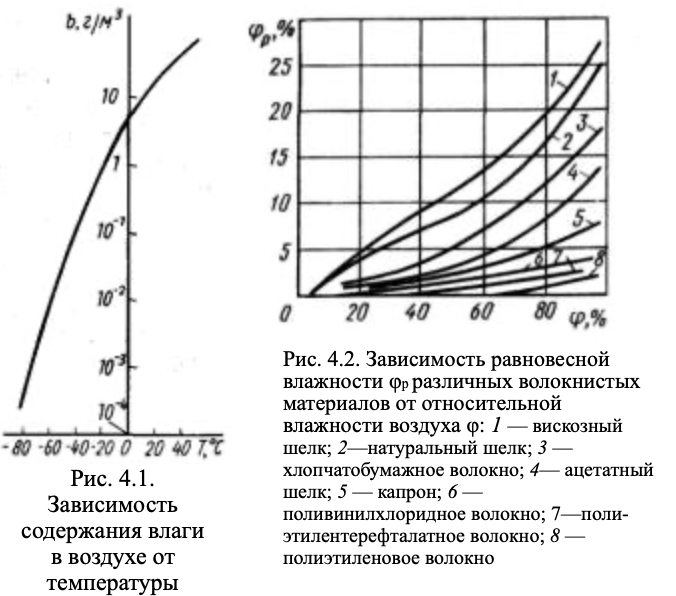 b, г/м³
10
1
10⁻¹
10⁻²
10⁻³
10⁻⁴
-80 -60 -40 -20 0 20 40 T,°C
Рис. 4.1.
Зависимость
содержания влаги
в воздухе от
температуры
φр,%
25
20
15
10
5
0 20 40 60 80 φ,%
1
2
3
4
5
6 7 8
Рис. 4.2. Зависимость равновесной
влажности φр различных волокнистых
материалов от относительной
влажности воздуха φ: 1 — вискозный
шелк; 2—натуральный шелк; 3 —
хлопчатобумажное волокно; 4— ацетатный
шелк; 5 — капрон; 6 —
поливинилхлоридное волокно; 7—поли-
этилентерефталатное волокно; 8 —
полиэтиленовое волокно